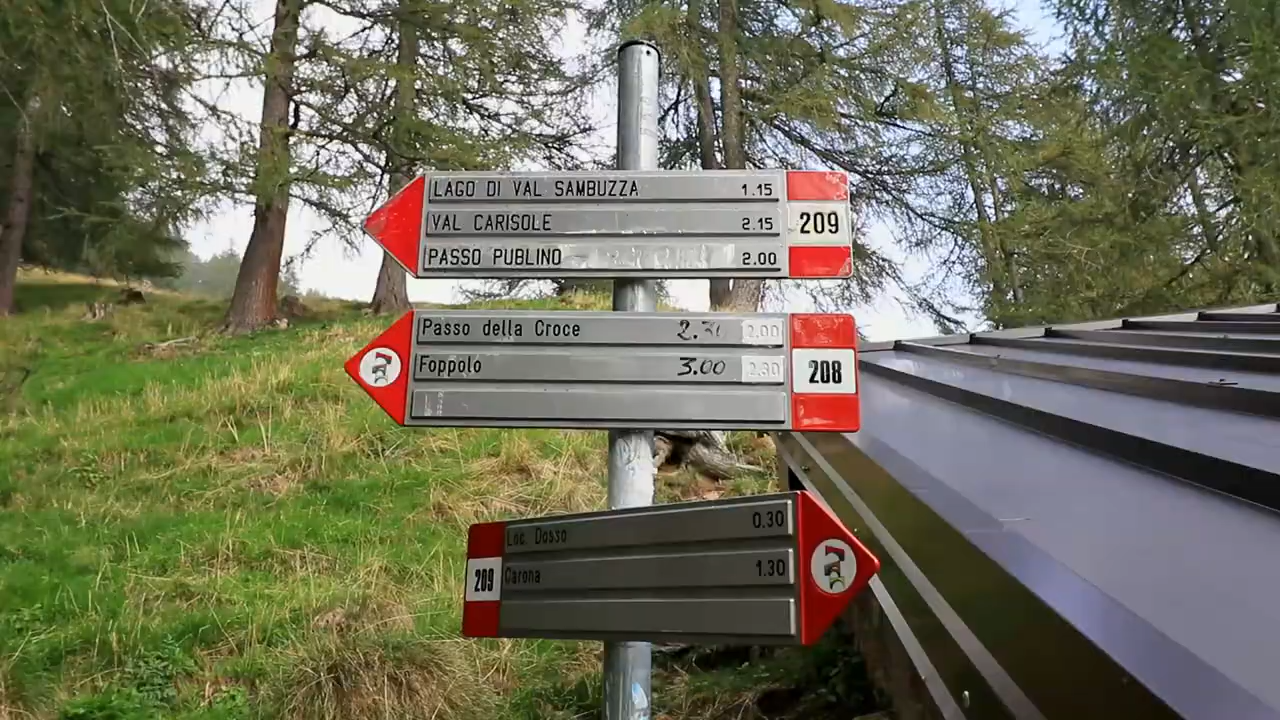 LAGO DI VAL SAMBUZZA 1.15
VAL CARISOLE 2.15
PASSO PUBLINO 2.00
209
Passo della Croce 2.30 2.00
Foppolo 3.00 2.30
208
Loc. Dosso 0.30
209
Carona 1.30